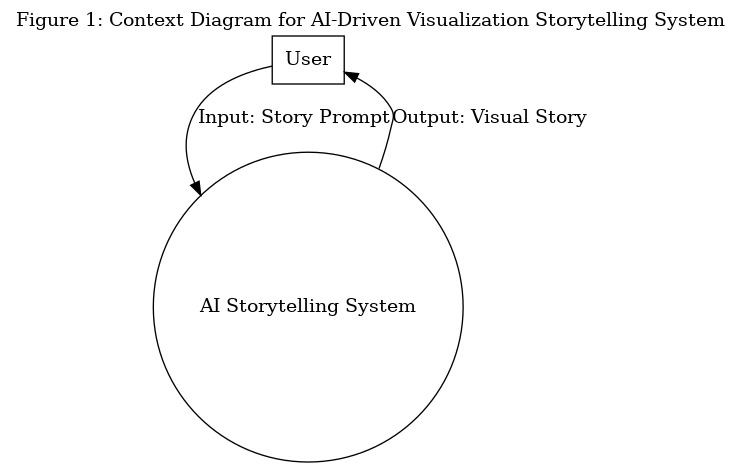 Figure 1: Context Diagram for AI-Driven Visualization Storytelling System
User
Input: Story Prompt
Output: Visual Story
AI Storytelling System